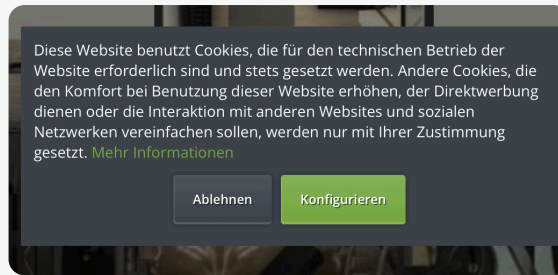 Diese Website benutzt Cookies, die für den technischen Betrieb der
Website erforderlich sind und stets gesetzt werden. Andere Cookies, die
den Komfort bei Benutzung dieser Website erhöhen, der Direktwerbung
dienen oder die Interaktion mit anderen Websites und sozialen
Netzwerken vereinfachen sollen, werden nur mit Ihrer Zustimmung
gesetzt. Mehr Informationen
Ablehnen Konfigurieren